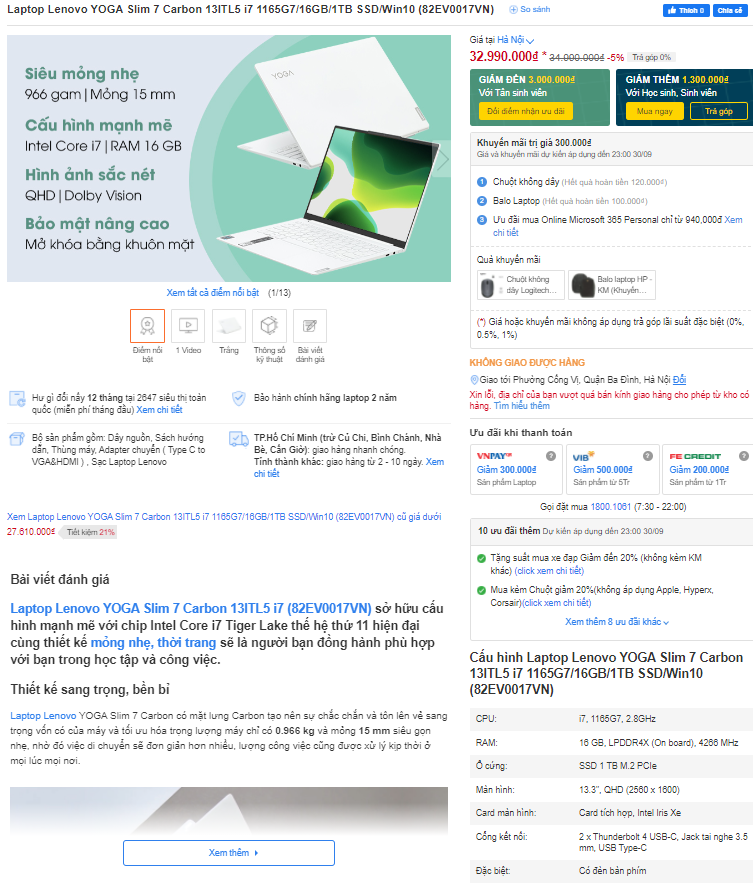 Laptop Lenovo YOGA Slim 7 Carbon 13ITL5 i7 1165G7/16GB/1TB SSD/Win10 (82EV0017VN)
So sánh
Thích 0
Chia sẻ
Siêu mỏng nhẹ
966 gam | Mỏng 15 mm
Cấu hình mạnh mẽ
Intel Core i7 | RAM 16 GB
Hình ảnh sắc nét
QHD | Dolby Vision
Bảo mật nâng cao
Mở khóa bằng khuôn mặt
YOGA
Xem tất cả điểm nổi bật (1/13)
Điểm nổi
bật
1 Video
Trắng
Thông số
kỹ thuật
Bài viết
đánh giá
Hư gì đổi nấy 12 tháng tại 2647 siêu thị toàn
quốc (miễn phí tháng đầu) Xem chi tiết
Bảo hành chính hãng laptop 2 năm
Bộ sản phẩm gồm: Dây nguồn, Sách hướng
dẫn, Thùng máy, Adapter chuyển ( Type C to
VGA&HDMI ) , Sạc Laptop Lenovo
TP.Hồ Chí Minh (trừ Củ Chi, Bình Chánh, Nhà
Bè, Cần Giờ): giao hàng nhanh chóng.
Tỉnh thành khác: giao hàng từ 2 - 10 ngày. Xem
chi tiết
Xem Laptop Lenovo YOGA Slim 7 Carbon 13ITL5 i7 1165G7/16GB/1TB SSD/Win10 (82EV0017VN) cũ giá dưới
27.610.000₫ Tiết kiệm 21%
Bài viết đánh giá
Laptop Lenovo YOGA Slim 7 Carbon 13ITL5 i7 (82EV0017VN) sở hữu cấu
hình mạnh mẽ với chip Intel Core i7 Tiger Lake thế hệ thứ 11 hiện đại
cùng thiết kế mỏng nhẹ, thời trang sẽ là người bạn đồng hành phù hợp
với bạn trong học tập và công việc.
Thiết kế sang trọng, bền bỉ
Laptop Lenovo YOGA Slim 7 Carbon có mặt lưng Carbon tạo nên sự chắc chắn và tôn lên vẻ sang
trọng vốn có của máy và tối ưu hóa trọng lượng máy chỉ có 0.966 kg và mỏng 15 mm siêu gọn
nhẹ, nhờ đó việc di chuyển sẽ đơn giản hơn nhiều, lượng công việc cũng được xử lý kịp thời ở
mọi lúc mọi nơi.
Xem thêm
Giá tại Hà Nội
32.990.000₫ * 34.000.000₫ -5% Trả góp 0%
GIẢM ĐẾN 3.000.000₫
Với Tân sinh viên
Đổi điểm nhận ưu đãi
GIẢM THÊM 1.300.000₫
Với Học sinh, Sinh viên
Mua ngay
Trả góp
Khuyến mãi trị giá 300.000₫
Giá và khuyến mãi dự kiến áp dụng đến 23:00 30/09
1 Chuột không dây (Hết quà hoàn tiền 120.000₫)
2 Balo Laptop (Hết quà hoàn tiền 100.000₫)
3 Ưu đãi mua Online Microsoft 365 Personal chỉ từ 940,000đ Xem
chi tiết
Quà khuyến mãi
Chuột không
dây Logitech...
Balo laptop HP -
KM (Khuyến...
(*) Giá hoặc khuyến mãi không áp dụng trả góp lãi suất đặc biệt (0%,
0.5%, 1%)
KHÔNG GIAO ĐƯỢC HÀNG
Giao tới Phường Cống Vị, Quận Ba Đình, Hà Nội Đổi
Xin lỗi, địa chỉ của bạn vượt quá bán kính giao hàng cho phép từ kho có
hàng. Tìm hiểu thêm
Ưu đãi khi thanh toán
VNPAY
Giảm 300.000₫
Sản phẩm Laptop
VIB
Giảm 500.000₫
Sản phẩm từ 5Tr
FE CREDIT
Giảm 200.000₫
Sản phẩm từ 1Tr
Gọi đặt mua 1800.1061 (7:30 - 22:00)
10 ưu đãi thêm Dự kiến áp dụng đến 23:00 30/09
Tặng suất mua xe đạp Giảm đến 20% (không kèm KM
khác) (click xem chi tiết)
Mua kèm Chuột giảm 20%(không áp dụng Apple, Hyperx,
Corsair)(click xem chi tiết)
Xem thêm 8 ưu đãi khác
Cấu hình Laptop Lenovo YOGA Slim 7 Carbon
13ITL5 i7 1165G7/16GB/1TB SSD/Win10
(82EV0017VN)
CPU: i7, 1165G7, 2.8GHz
RAM: 16 GB, LPDDR4X (On board), 4266 MHz
Ổ cứng: SSD 1 TB M.2 PCIe
Màn hình: 13.3", QHD (2560 x 1600)
Card màn hình: Card tích hợp, Intel Iris Xe
Cổng kết nối: 2 x Thunderbolt 4 USB-C, Jack tai nghe 3.5
mm, USB Type-C
Đặc biệt: Có đèn bàn phím